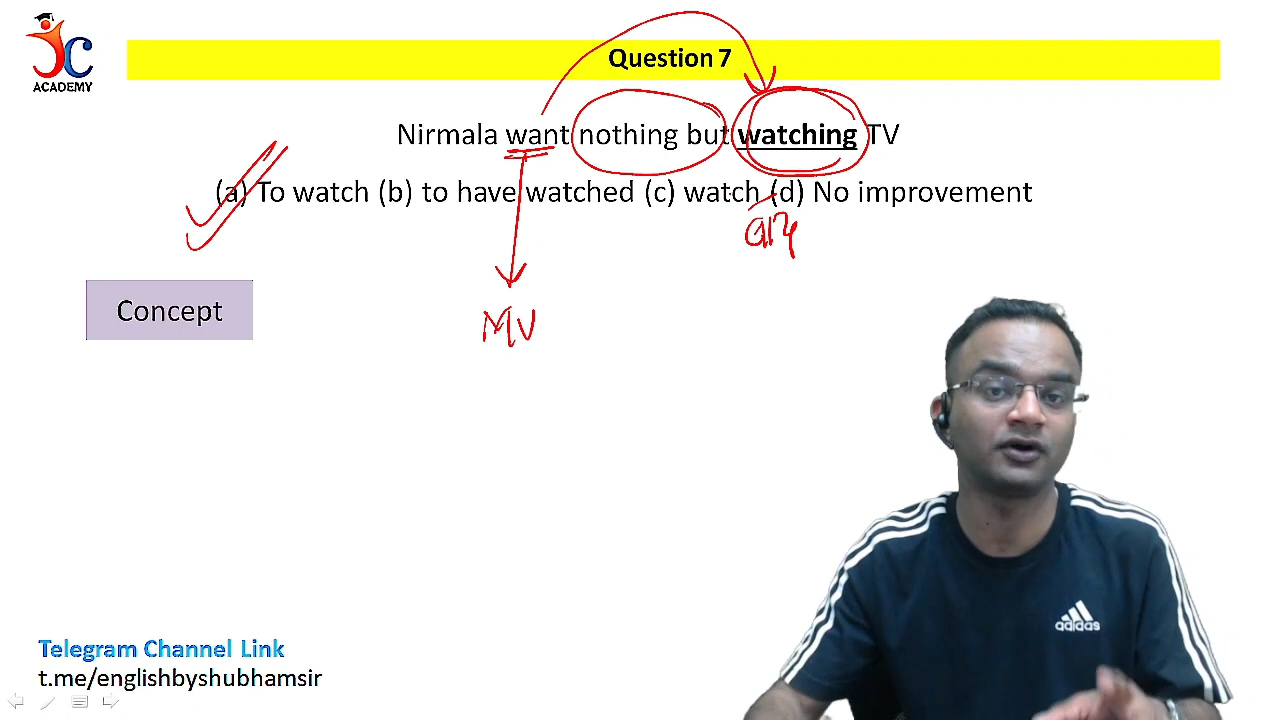 JC
ACADEMY
Question 7
Nirmala want nothing but watching TV
(a) To watch (b) to have watched (c) watch (d) No improvement
MV
Concept
adidas
Telegram Channel Link
t.me/englishbyshubhamsir